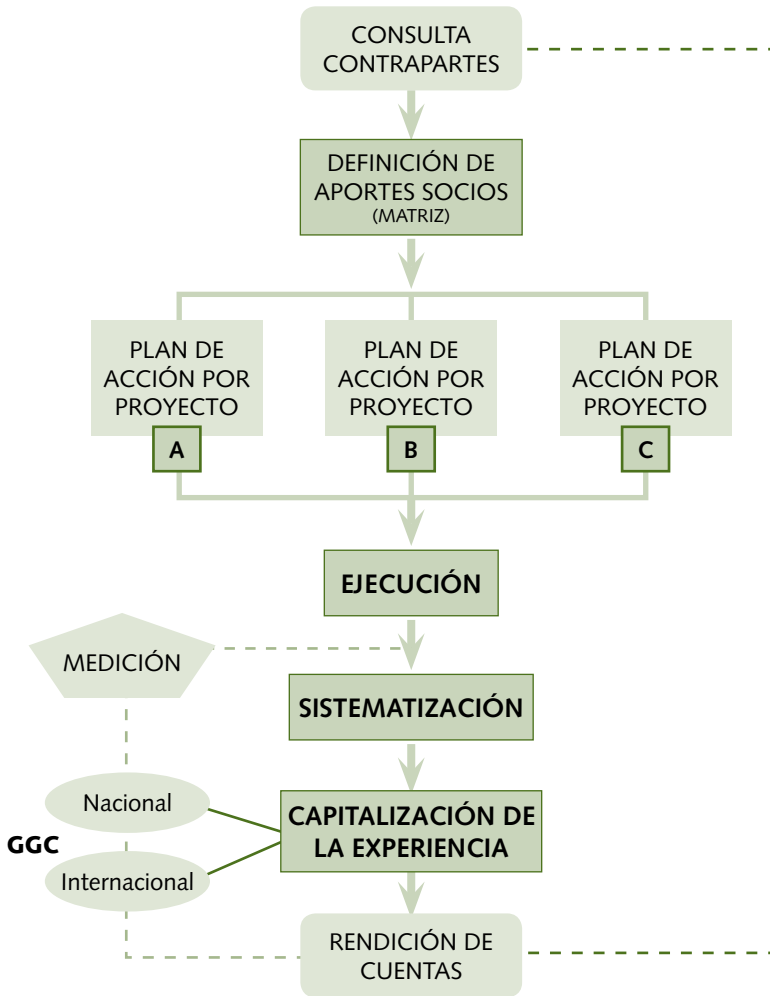 CONSULTA
CONTRAPARTES
DEFINICIÓN DE
APORTES SOCIOS
(MATRIZ)
PLAN DE
ACCIÓN POR
PROYECTO
A
PLAN DE
ACCIÓN POR
PROYECTO
B
PLAN DE
ACCIÓN POR
PROYECTO
C
EJECUCIÓN
MEDICIÓN
SISTEMATIZACIÓN
Nacional
GGC
Internacional
CAPITALIZACIÓN DE
LA EXPERIENCIA
RENDICIÓN DE
CUENTAS